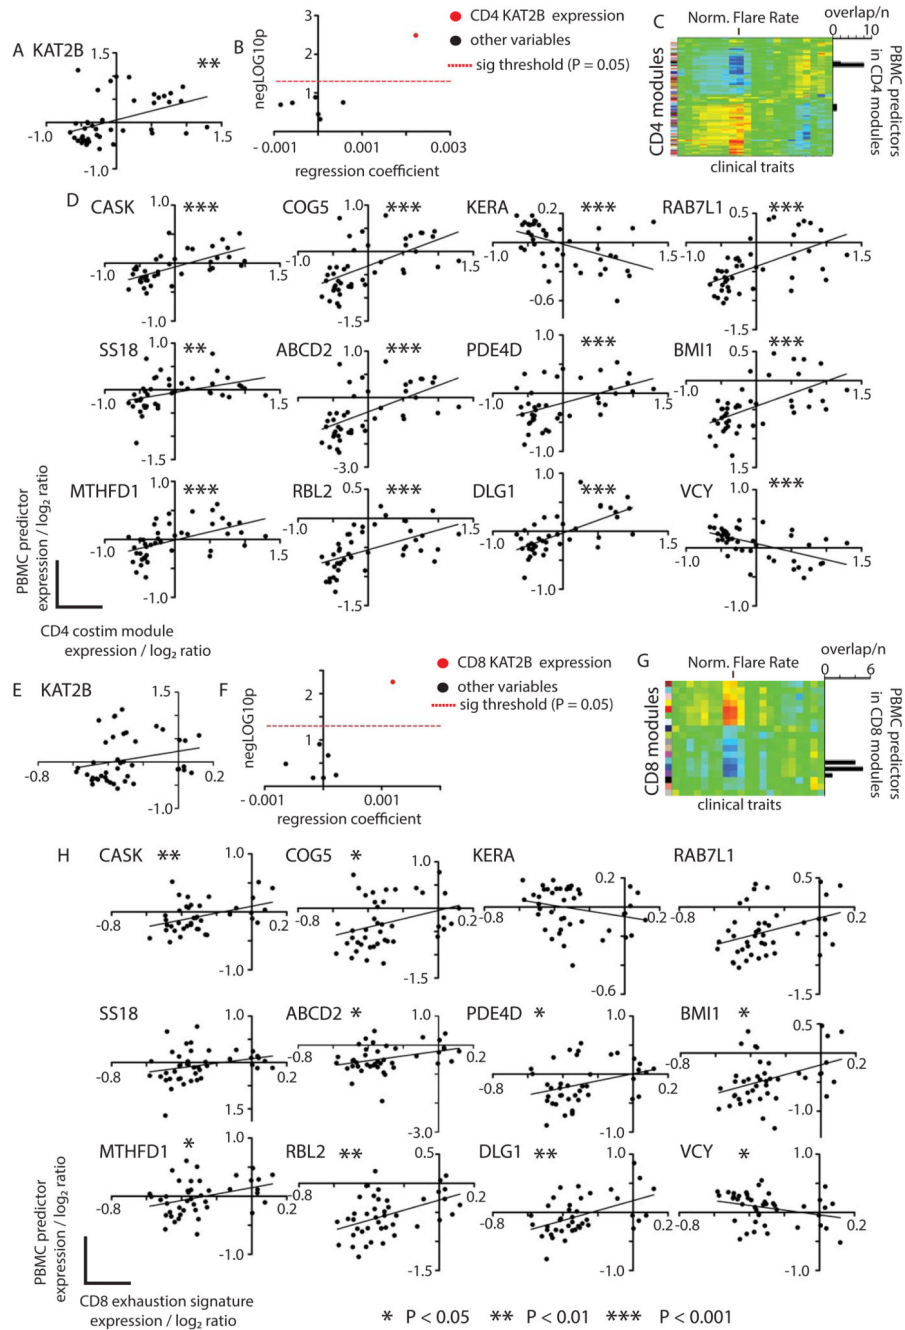 A KAT2B
1.5
**
-1.0
1.5
-1.0
B
3
2
1
0
negLOG10p
-0.001
0.001
0.003
regression coefficient
CD4 KAT2B expression
other variables
sig threshold (P = 0.05)
C
Norm. Flare Rate
overlap/n
0 10
CD4 modules
PBMC predictors
in CD4 modules
clinical traits
D
CASK
1.0
***
-1.0
1.5
-1.0
COG5
1.0
***
-1.0
1.5
-1.5
KERA
0.2
***
-1.0
1.5
-0.6
RAB7L1
0.5
***
-1.0
1.5
-1.5
SS18
1.0
**
-1.0
1.5
-1.5
ABCD2
1.0
***
-1.0
1.5
-3.0
PDE4D
1.0
***
-1.0
1.5
-1.0
BMI1
0.5
***
-1.0
1.5
1.5
MTHFD1
1.0
***
-1.0
1.5
-1.0
RBL2
0.5
***
-1.0
1.5
-1.5
DLG1
1.0
***
-1.0
1.5
-1.0
VCY
1.0
***
-1.0
1.5
-1.0
PBMC predictor
expression / log₂ ratio
CD4 costim module
expression / log₂ ratio
E
KAT2B
1.5
-0.8
0.2
-1.0
F
2
1
negLOG10p
-0.001
0.001
regression coefficient
CD8 KAT2B expression
other variables
sig threshold (P = 0.05)
G
Norm. Flare Rate
overlap/n
0 6
CD8 modules
PBMC predictors
in CD8 modules
clinical traits
H
CASK
**
1.0
-0.8
0.2
-1.0
COG5
*
1.0
-0.8
0.2
-1.5
KERA
0.2
-0.8
0.2
-0.6
RAB7L1
0.5
-0.8
0.2
-1.5
SS18
1.0
-0.8
0.2
1.5
ABCD2
*
1.0
-0.8
0.2
-3.0
PDE4D
*
1.0
-0.8
0.2
-1.0
BMI1
*
0.5
-0.8
0.2
-1.0
MTHFD1
*
1.0
-0.8
0.2
-1.0
RBL2
**
0.5
-0.8
0.2
-1.5
DLG1
**
1.0
-0.8
0.2
-1.0
VCY
*
1.0
-0.8
0.2
-1.0
PBMC predictor
expression / log₂ ratio
CD8 exhaustion signature
expression / log₂ ratio
* P < 0.05 ** P < 0.01 *** P < 0.001